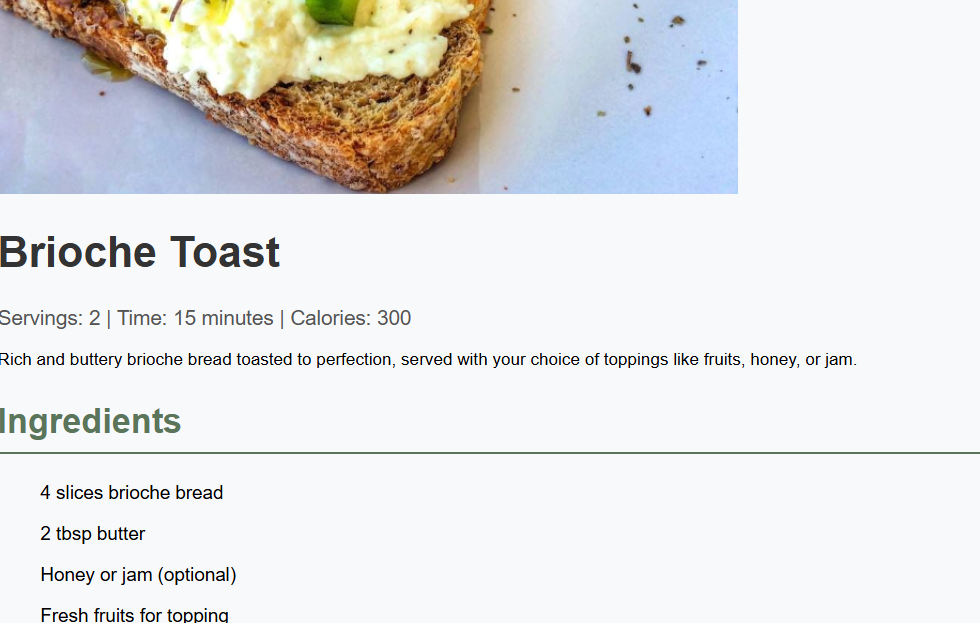 Brioche Toast
Servings: 2 | Time: 15 minutes | Calories: 300
Rich and buttery brioche bread toasted to perfection, served with your choice of toppings like fruits, honey, or jam.
Ingredients
4 slices brioche bread
2 tbsp butter
Honey or jam (optional)
Fresh fruits for topping